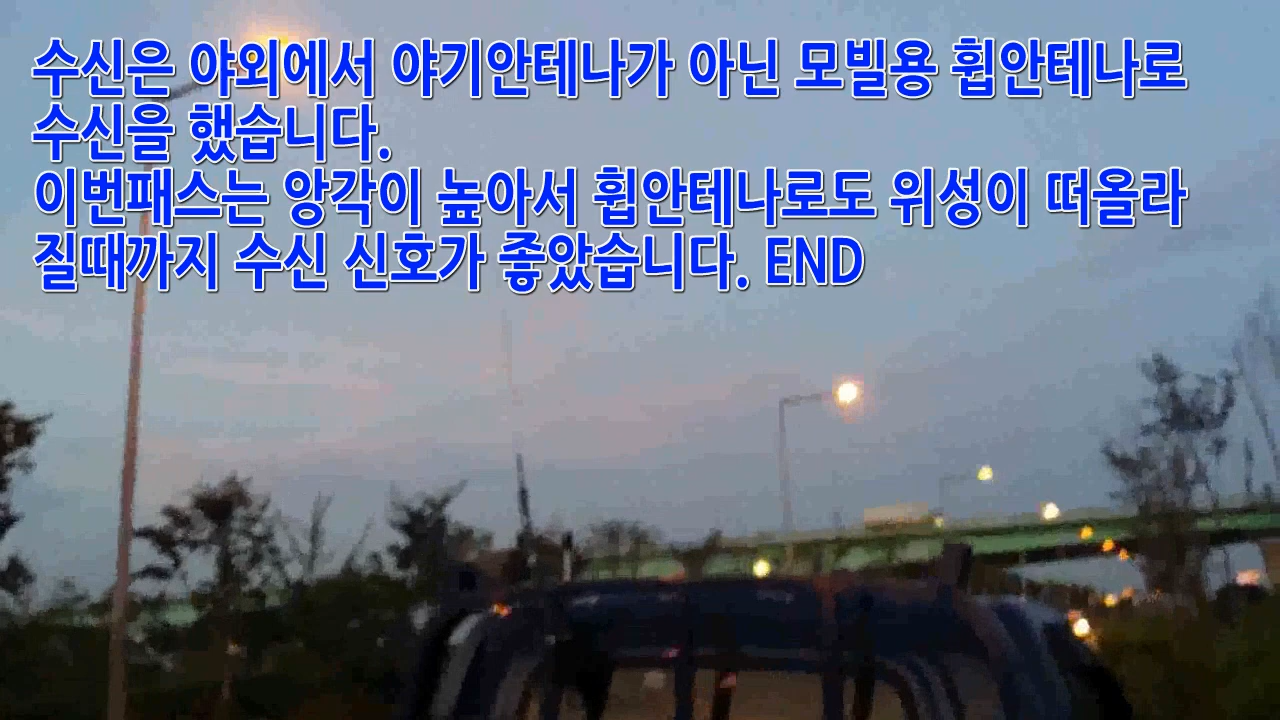 수신은 야외에서 야기안테나가 아닌 모빌용 휩안테나로
수신을 했습니다.
이번패스는 앙각이 높아서 휩안테나로도 위성이 떠올라
질때까지 수신 신호가 좋았습니다. END